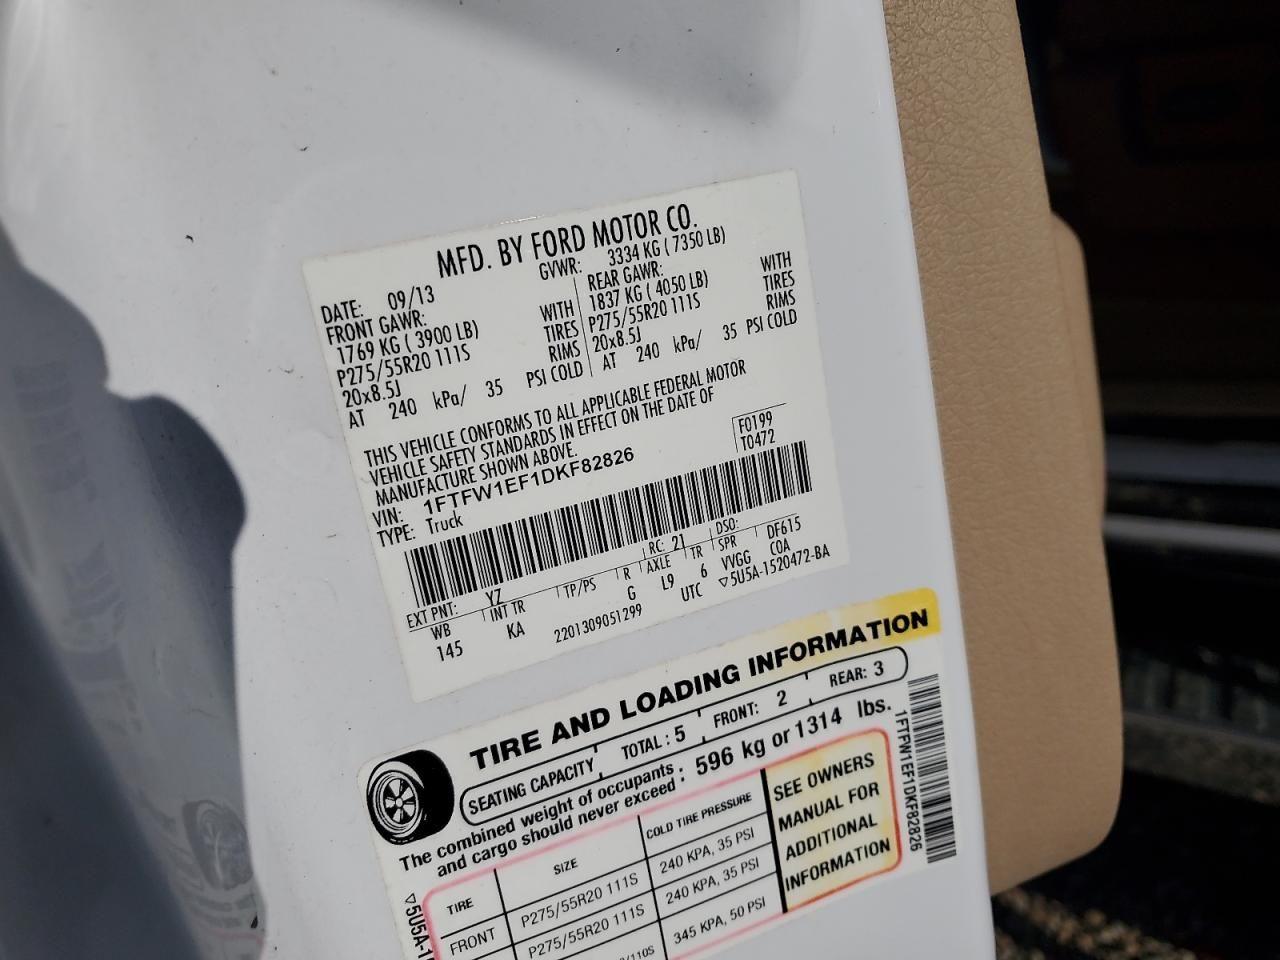 MFD. BY FORD MOTOR CO.
DATE: 09/13 GVWR: 3334 KG ( 7350 LB)
FRONT GAWR: REAR GAWR:
1769 KG ( 3900 LB) WITH 1837 KG ( 4050 LB) WITH
P275/55R20 111S TIRES P275/55R20 111S TIRES
20x8.5J RIMS 20x8.5J RIMS
AT 240 kPa/ 35 PSI COLD AT 240 kPa/ 35 PSI COLD
THIS VEHICLE CONFORMS TO ALL APPLICABLE FEDERAL MOTOR
VEHICLE SAFETY STANDARDS IN EFFECT ON THE DATE OF
MANUFACTURE SHOWN ABOVE.
VIN: 1FTFW1EF1DKF82826
TYPE: Truck
F0199
T0472
EXT PNT: YZ RC: 21 DSO: DF615
WB INT TR TP/PS R AXLE TR SPR COA
145 KA G L9 6 VVGG
2201309051299 UTC ▽5U5A-1520472-BA
TIRE AND LOADING INFORMATION
SEATING CAPACITY TOTAL : 5 FRONT: 2 REAR: 3
The combined weight of occupants
and cargo should never exceed : 596 kg or 1314 lbs.
TIRE SIZE COLD TIRE PRESSURE
FRONT P275/55R20 111S 240 KPA, 35 PSI
P275/55R20 111S 240 KPA, 35 PSI
/110S 345 KPA, 50 PSI
SEE OWNERS
MANUAL FOR
ADDITIONAL
INFORMATION
1FTFW1EF1DKF82826
▽5U5A-1